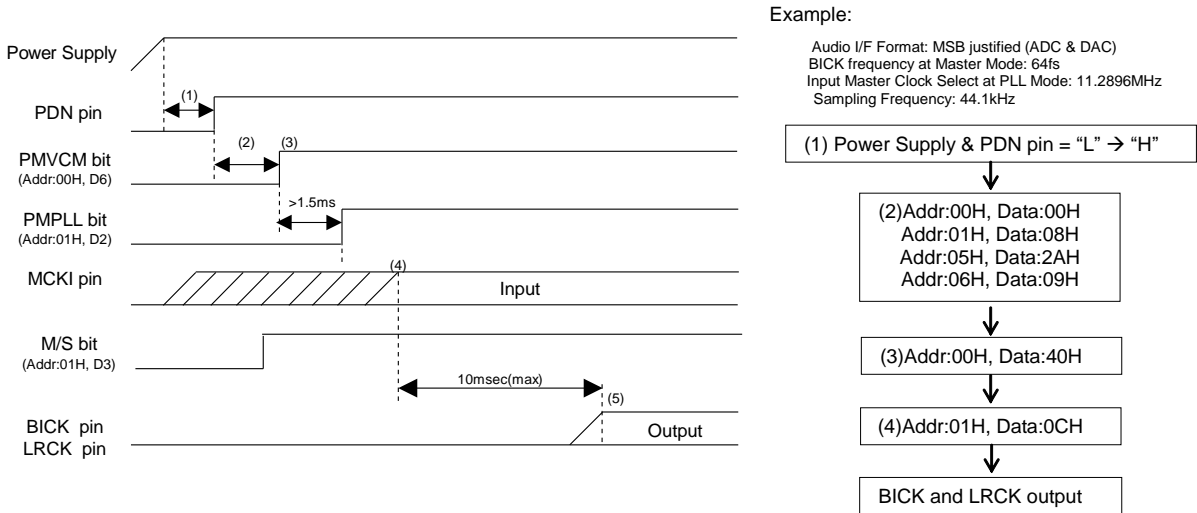 Power Supply
PDN pin
PMVCM bit
(Addr:00H, D6)
PMPLL bit
(Addr:01H, D2)
MCKI pin
M/S bit
(Addr:01H, D3)
BICK pin
LRCK pin
(1)
(2)
(3)
>1.5ms
(4)
Input
10msec(max)
(5)
Output
Example:
Audio I/F Format: MSB justified (ADC & DAC)
BICK frequency at Master Mode: 64fs
Input Master Clock Select at PLL Mode: 11.2896MHz
Sampling Frequency: 44.1kHz
(1) Power Supply & PDN pin = “L” → “H”
(2)Addr:00H, Data:00H
Addr:01H, Data:08H
Addr:05H, Data:2AH
Addr:06H, Data:09H
(3)Addr:00H, Data:40H
(4)Addr:01H, Data:0CH
BICK and LRCK output